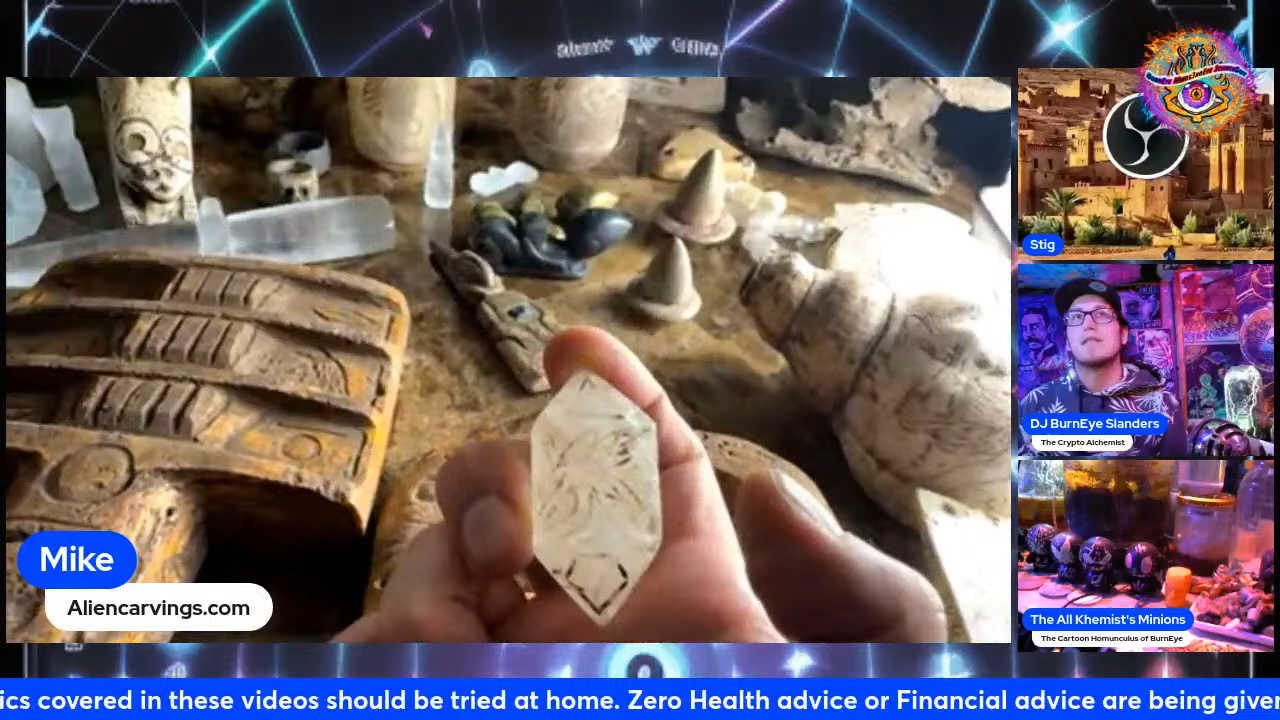 Stig
DJ BurnEye Slanders
The Crypto Alchemist
Mike
Aliencarvings.com
The All Khemist's Minions
The Cartoon Homunculus of BurnEye
ics covered in these videos should be tried at home. Zero Health advice or Financial advice are being given